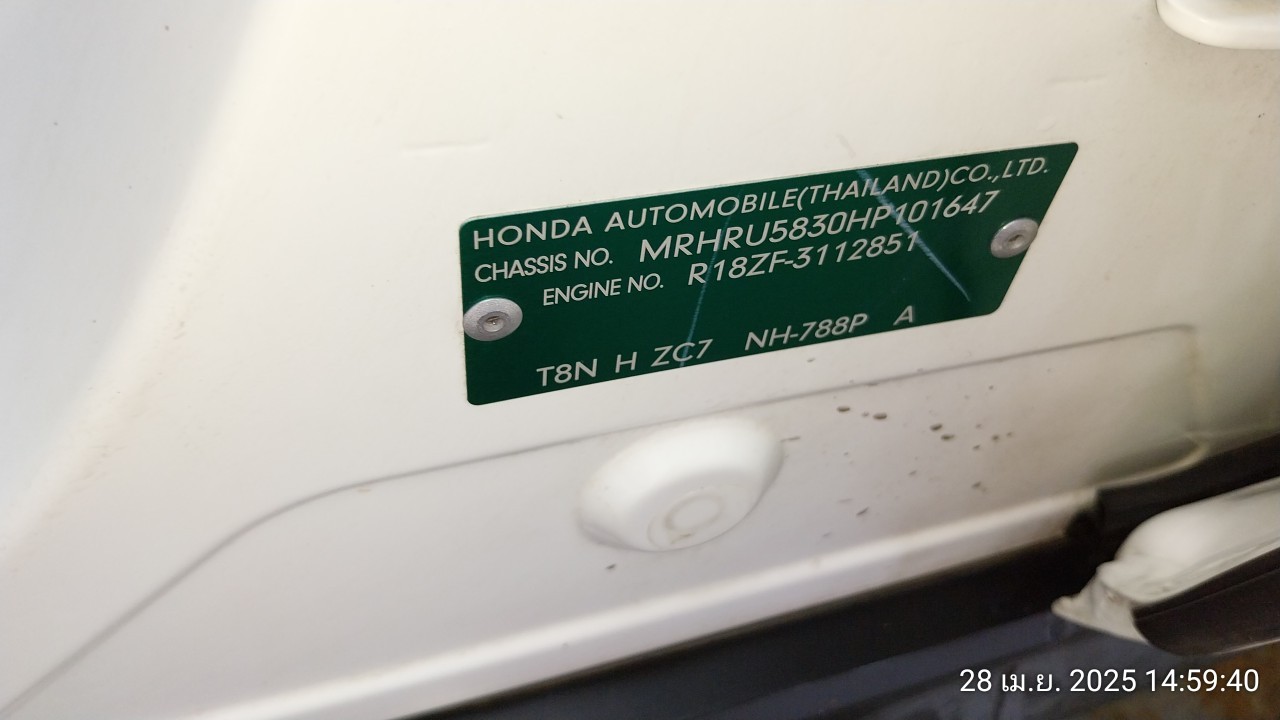 HONDA AUTOMOBILE(THAILAND)CO.,LTD.
CHASSIS NO. MRHRU5830HP101647
ENGINE NO. R18ZF-3112851
T8N H ZC7 NH-788P A
28 เม.ย. 2025 14:59:40